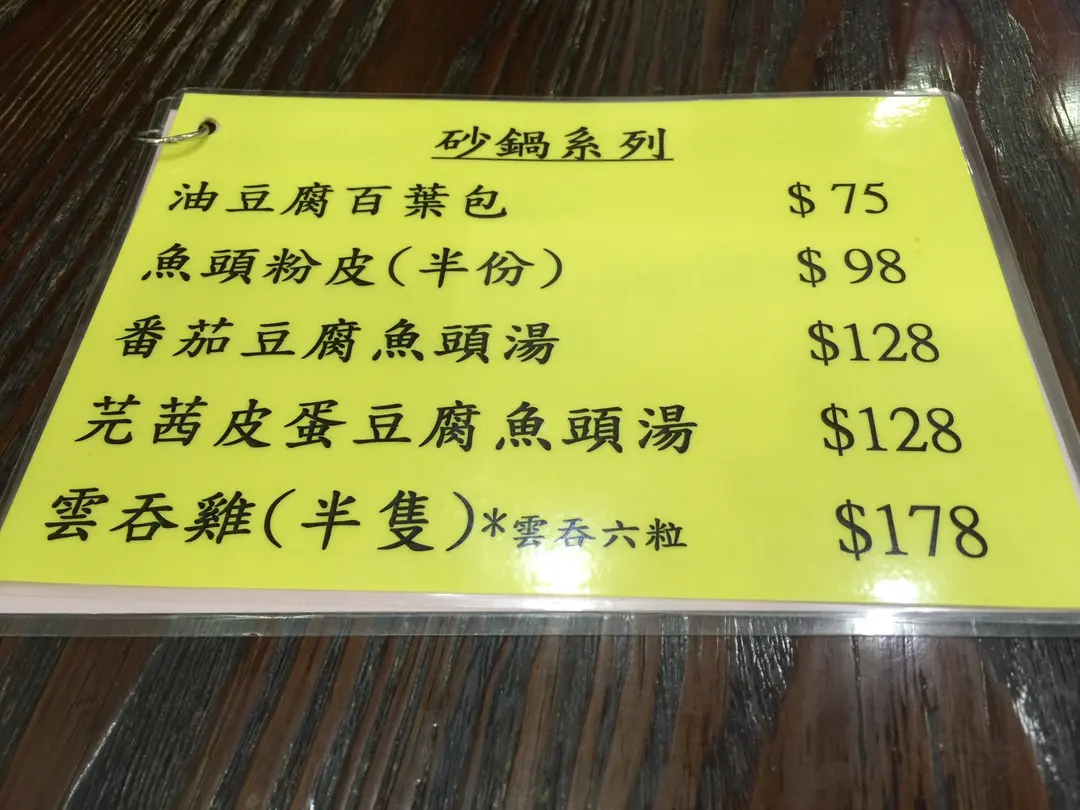 砂鍋系列
油豆腐百葉包 $ 75
魚頭粉皮(半份) $ 98
番茄豆腐魚頭湯 $128
芫茜皮蛋豆腐魚頭湯 $128
雲吞雞(半隻)*雲吞六粒 $178